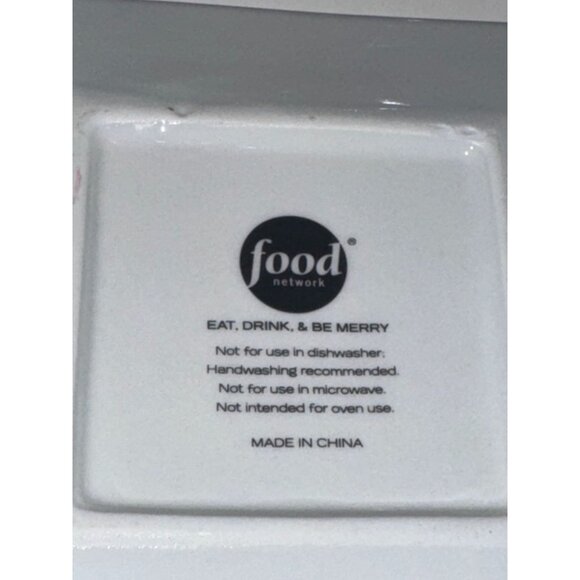 food®
network
EAT, DRINK, & BE MERRY
Not for use in dishwasher;
Handwashing recommended.
Not for use in microwave.
Not intended for oven use.
MADE IN CHINA